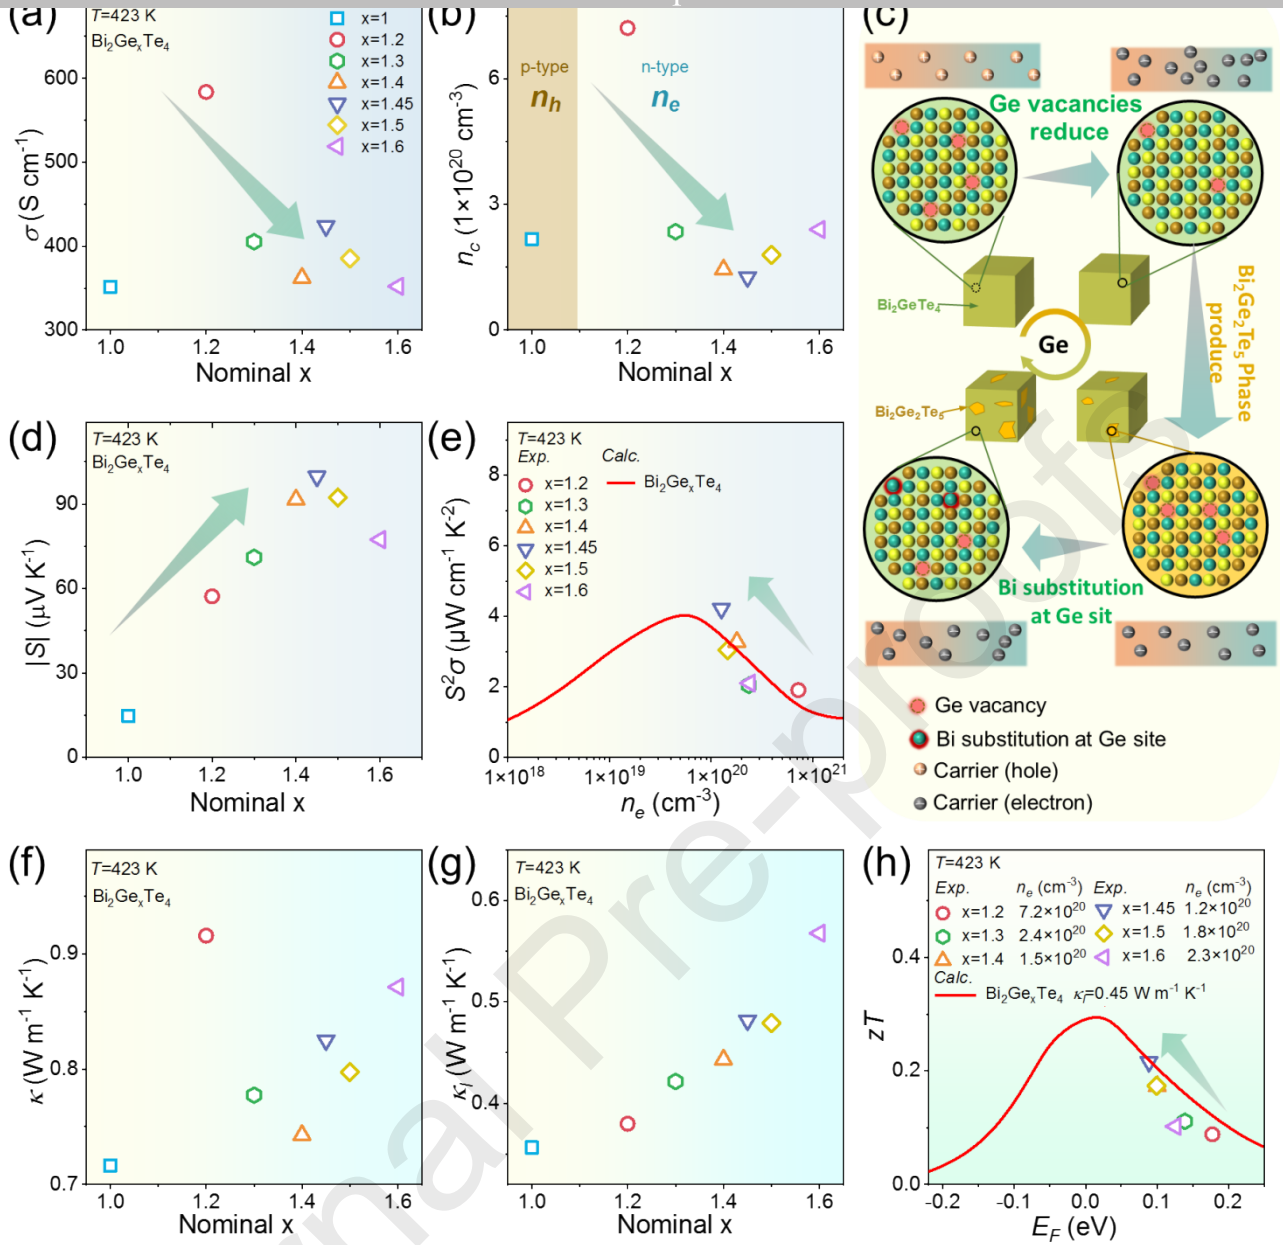 (a)
T=423 K
Bi₂GeₓTe₄
x=1
x=1.2
x=1.3
x=1.4
x=1.45
x=1.5
x=1.6
600
500
400
300
σ (S cm⁻¹)
1.0 1.2 1.4 1.6
Nominal x
(b)
p-type
nₕ
n-type
nₑ
6
3
0
n_c (1×10²⁰ cm⁻³)
1.0 1.2 1.4 1.6
Nominal x
(c)
Ge vacancies
reduce
Bi₂GeTe₄
Ge
Bi₂Ge₂Te₅ Phase
produce
Bi₂Ge₂Te₅
Bi substitution
at Ge sit
Ge vacancy
Bi substitution at Ge site
Carrier (hole)
Carrier (electron)
(d)
T=423 K
Bi₂GeₓTe₄
90
60
30
0
|S| (μV K⁻¹)
1.0 1.2 1.4 1.6
Nominal x
(e)
T=423 K
Exp. Calc.
x=1.2 Bi₂GeₓTe₄
x=1.3
x=1.4
x=1.45
x=1.5
x=1.6
8
6
4
2
0
S²σ (μW cm⁻¹ K⁻²)
1×10¹⁸ 1×10¹⁹ 1×10²⁰ 1×10²¹
nₑ (cm⁻³)
(f)
T=423 K
Bi₂GeₓTe₄
0.9
0.8
0.7
κ (W m⁻¹ K⁻¹)
1.0 1.2 1.4 1.6
Nominal x
(g)
T=423 K
Bi₂GeₓTe₄
0.6
0.5
0.4
κₗ (W m⁻¹ K⁻¹)
1.0 1.2 1.4 1.6
Nominal x
(h)
T=423 K
Exp. nₑ (cm⁻³) Exp. nₑ (cm⁻³)
x=1.2 7.2×10²⁰ x=1.45 1.2×10²⁰
x=1.3 2.4×10²⁰ x=1.5 1.8×10²⁰
x=1.4 1.5×10²⁰ x=1.6 2.3×10²⁰
Calc.
Bi₂GeₓTe₄ κₗ=0.45 W m⁻¹ K⁻¹
0.4
0.2
0.0
zT
-0.2 -0.1 0.0 0.1 0.2
E_F (eV)
rnal Pre-proofs